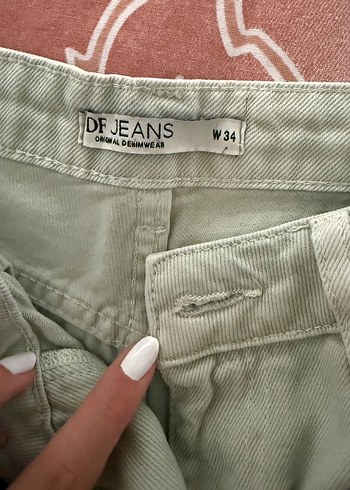 DF JEANS W 34
ORIGINAL DENIMWEAR